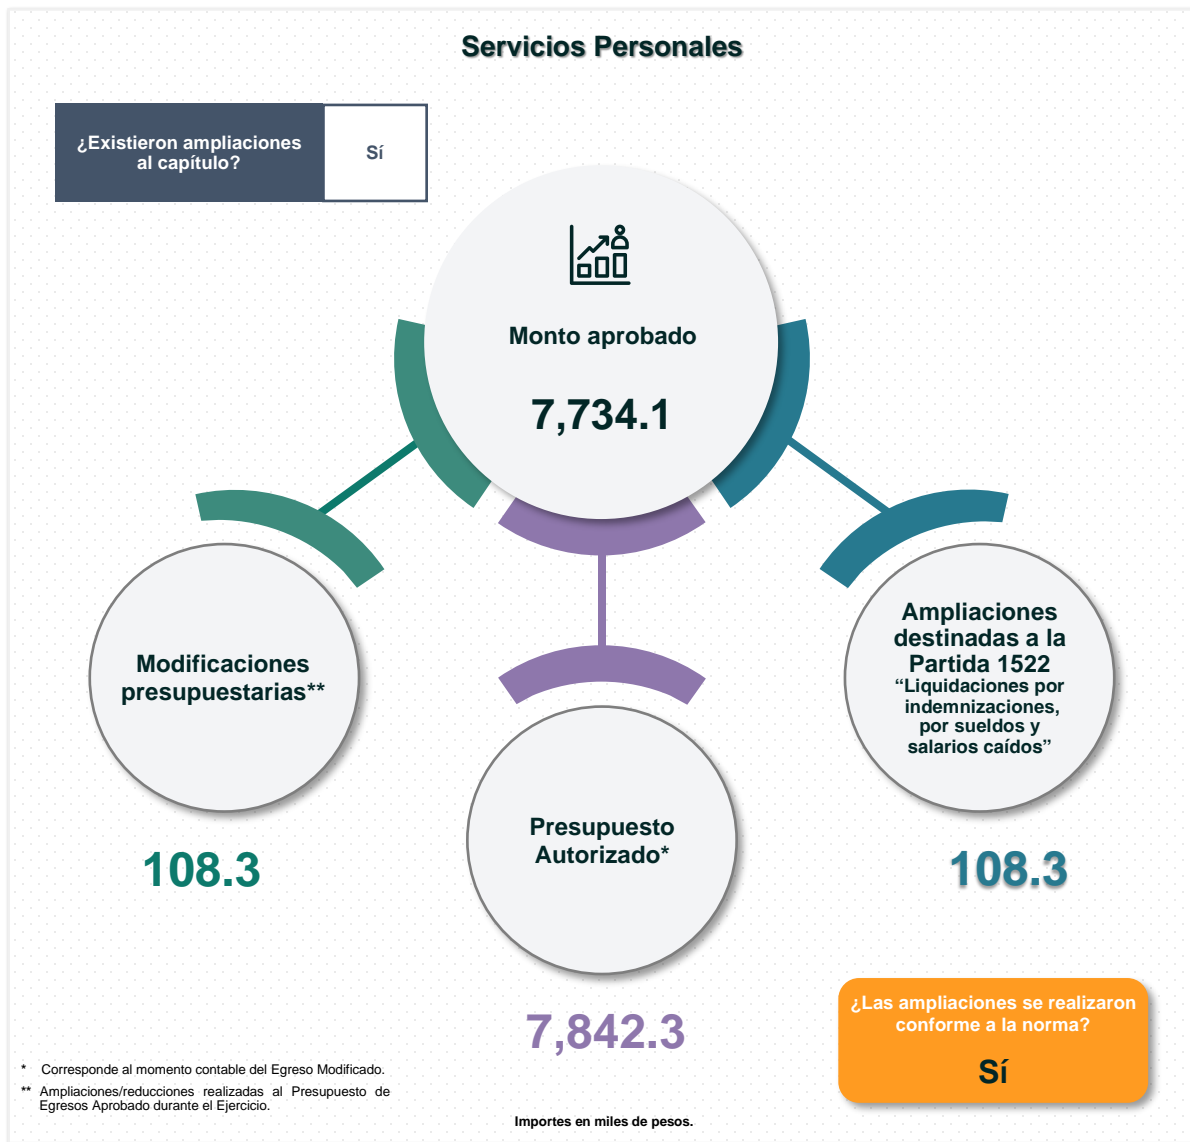 Servicios Personales
¿Existieron ampliaciones
al capítulo?
Sí
Monto aprobado
7,734.1
Modificaciones
presupuestarias**
108.3
Presupuesto
Autorizado*
7,842.3
Ampliaciones
destinadas a la
Partida 1522
“Liquidaciones por
indemnizaciones,
por sueldos y
salarios caídos”
108.3
¿Las ampliaciones se realizaron
conforme a la norma?
Sí
* Corresponde al momento contable del Egreso Modificado.
** Ampliaciones/reducciones realizadas al Presupuesto de
Egresos Aprobado durante el Ejercicio.
Importes en miles de pesos.